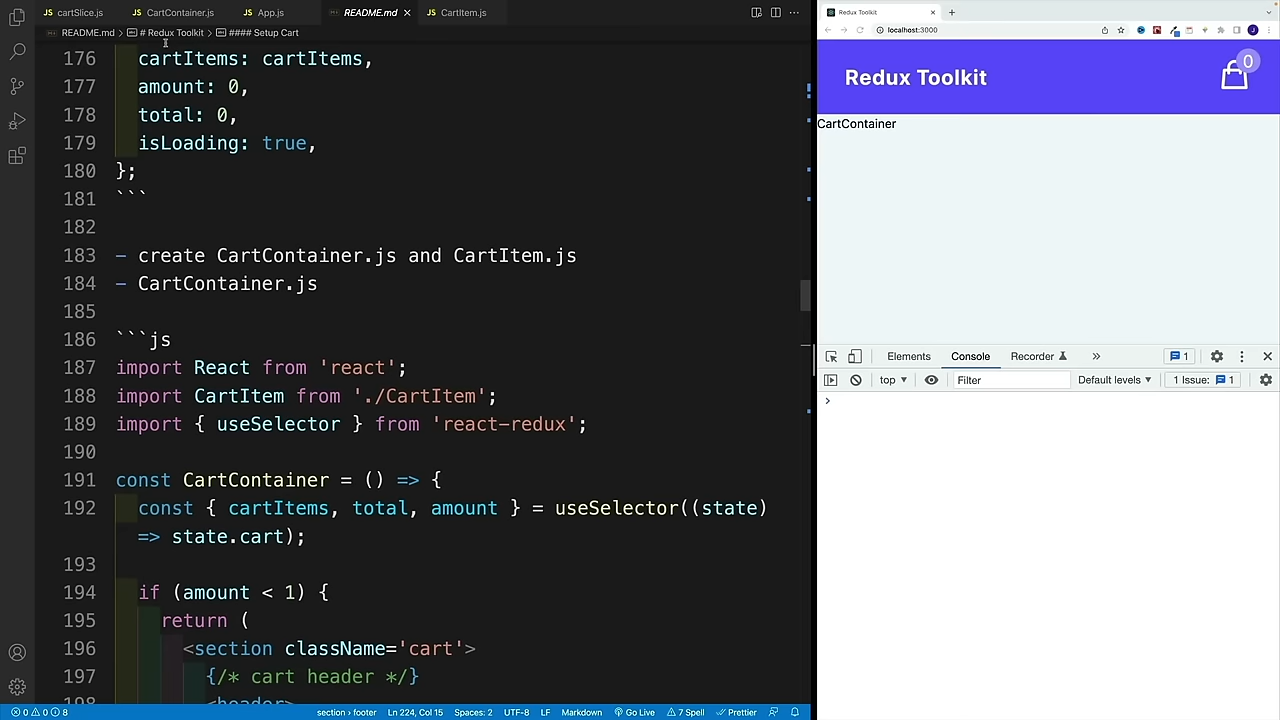 cartSlice.js
CartContainer.js
App.js
README.md
CartItem.js
README.md > # Redux Toolkit > #### Setup Cart
176 cartItems: cartItems,
177 amount: 0,
178 total: 0,
179 isLoading: true,
180 };
181 ```
182
183 – create CartContainer.js and CartItem.js
184 – CartContainer.js
185
186 ```js
187 import React from 'react';
188 import CartItem from './CartItem';
189 import { useSelector } from 'react-redux';
190
191 const CartContainer = () => {
192 const { cartItems, total, amount } = useSelector((state)
=> state.cart);
193
194 if (amount < 1) {
195 return (
196 <section className='cart'>
197 {/* cart header */}
198 <header>
0 0 8
section > footer
Ln 224, Col 15
Spaces: 2
UTF-8
LF
Markdown
Go Live
7 Spell
Prettier
Redux Toolkit
localhost:3000
Redux Toolkit
0
CartContainer
Elements
Console
Recorder
1
top
Filter
Default levels
1 Issue: 1